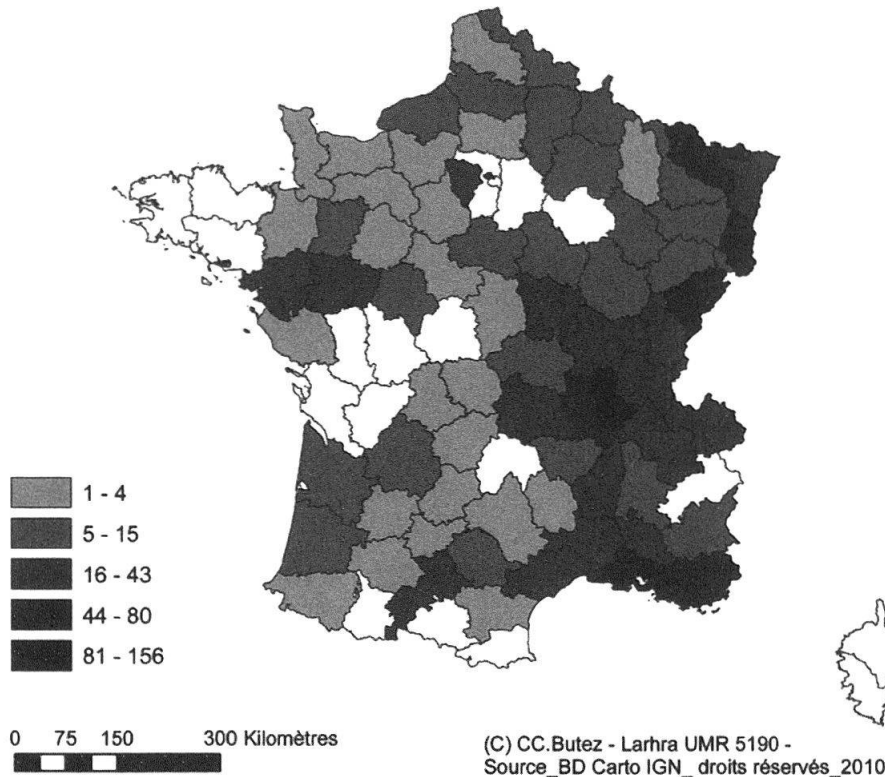 1 - 4
5 - 15
16 - 43
44 - 80
81 - 156
0 75 150 300 Kilomètres
(C) CC.Butez - Larhra UMR 5190 -
Source_BD Carto IGN_ droits réservés_2010